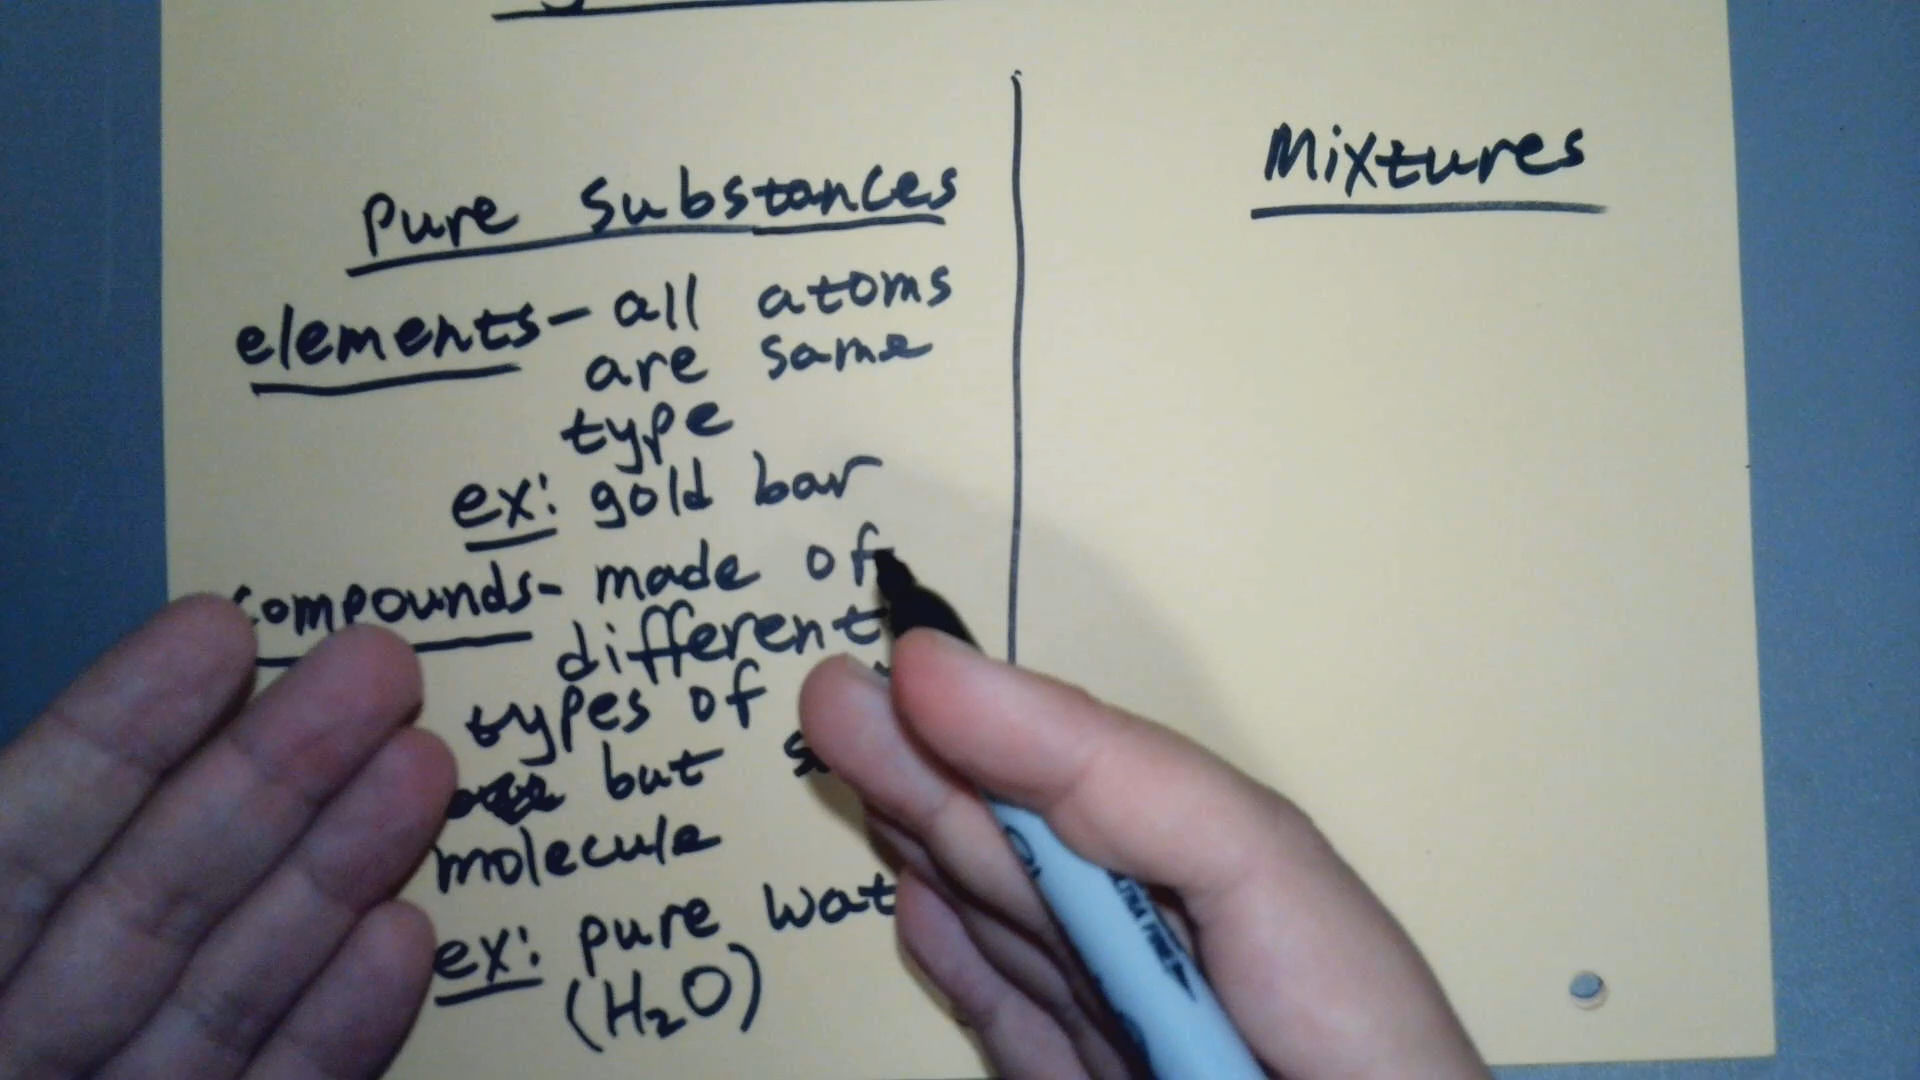 Pure Substances
elements - all atoms
are same
type
ex: gold bar
compounds - made of
different
types of
but
molecule
ex: pure
(H₂O)
Mixtures